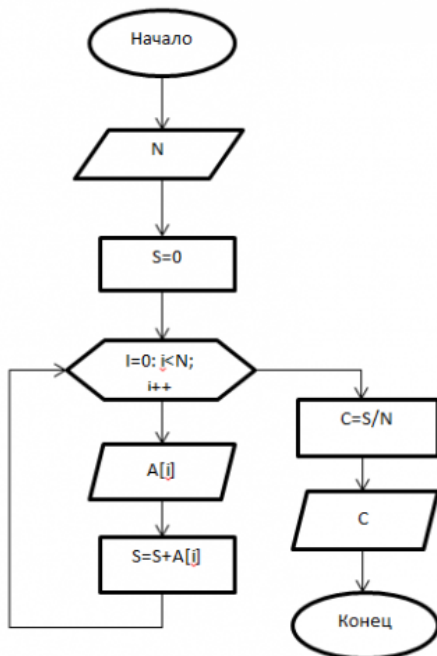 Начало
N
S=0
I=0: i<N;
i++
A[i]
S=S+A[i]
C=S/N
C
Конец